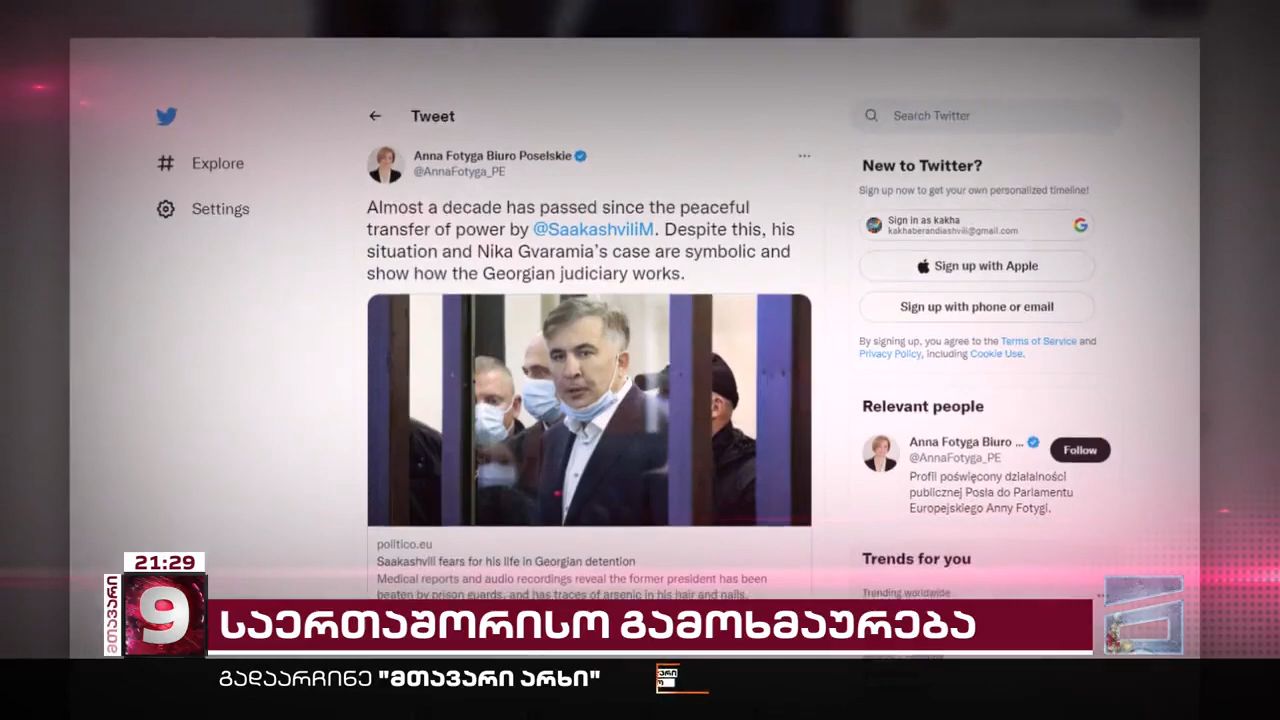 Tweet
Search Twitter
Explore
Settings
Anna Fotyga Biuro Poselskie
@AnnaFotyga_PE
Almost a decade has passed since the peaceful
transfer of power by @SaakashviliM. Despite this, his
situation and Nika Gvaramia's case are symbolic and
show how the Georgian judiciary works.
politico.eu
Saakashvili fears for his life in Georgian detention
Medical reports and audio recordings reveal the former president has been
beaten by prison guards, and has traces of arsenic in his hair and nails.
New to Twitter?
Sign up now to get your own personalized timeline!
Sign in as kakha
kakhaberandiashvili@gmail.com
Sign up with Apple
Sign up with phone or email
By signing up, you agree to the Terms of Service and
Privacy Policy, including Cookie Use.
Relevant people
Anna Fotyga Biuro ...
@AnnaFotyga_PE
Follow
Profil poświęcony działalności
publicznej Posła do Parlamentu
Europejskiego Anny Fotygi.
Trends for you
Trending worldwide
21:29
მთავარი
9
საერთაშორისო გამოხმაურება
გადაარჩინე "მთავარი არხი"